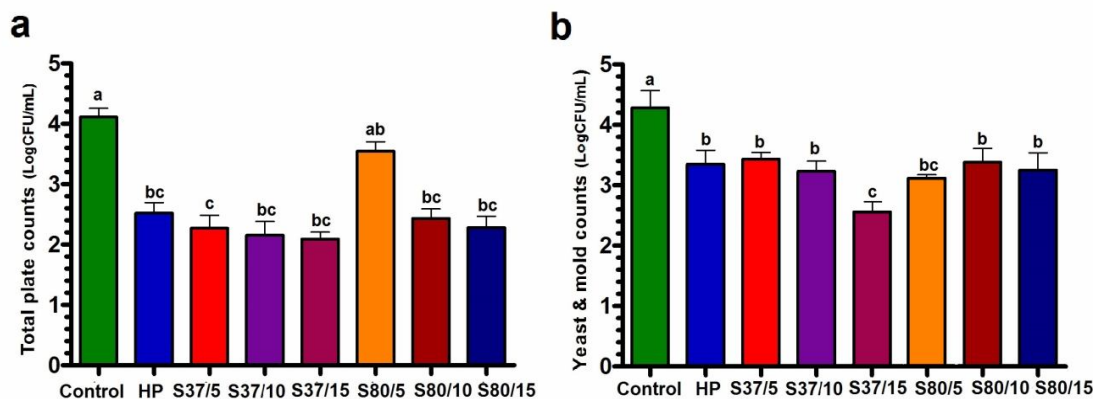 a
Total plate counts (LogCFU/mL)
5
4
3
2
1
0
a
bc
c
bc
bc
ab
bc
bc
Control HP S37/5 S37/10 S37/15 S80/5 S80/10 S80/15
b
Yeast & mold counts (LogCFU/mL)
5
4
3
2
1
0
a
b
b
b
c
bc
b
b
Control HP S37/5 S37/10 S37/15 S80/5 S80/10 S80/15